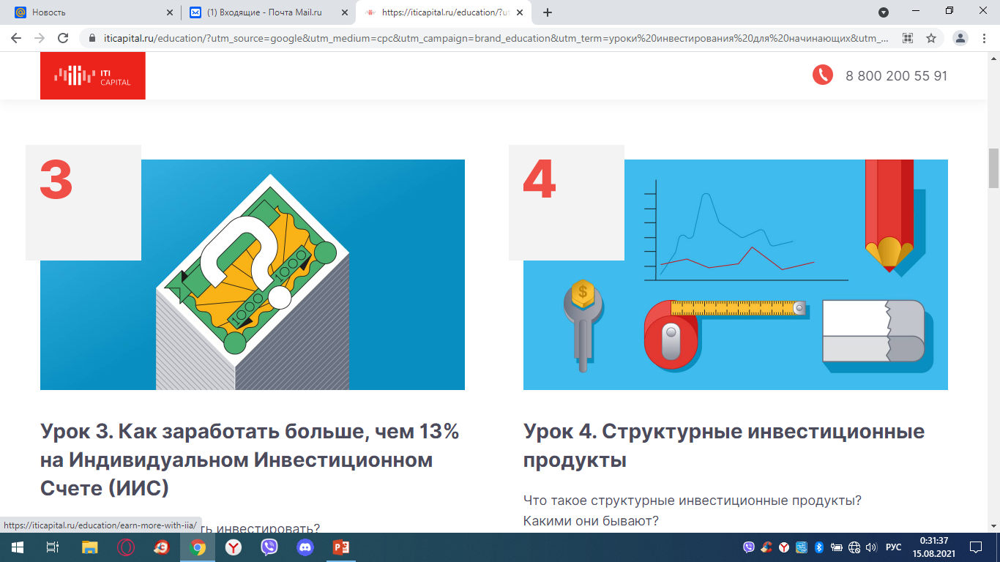 Новость
(1) Входящие - Почта Mail.ru
https://iticapital.ru/education/?ut
iticapital.ru/education/?utm_source=google&utm_medium=cpc&utm_campaign=brand_education&utm_term=уроки%20инвестирования%20для%20начинающих&utm_...
ITI
CAPITAL
8 800 200 55 91
3
4
1000
1000
$
Урок 3. Как заработать больше, чем 13%
на Индивидуальном Инвестиционном
Счете (ИИС)
Урок 4. Структурные инвестиционные
продукты
Что такое структурные инвестиционные продукты?
Какими они бывают?
ть инвестировать?
https://iticapital.ru/education/earn-more-with-iia/
РУС
0:31:37
15.08.2021